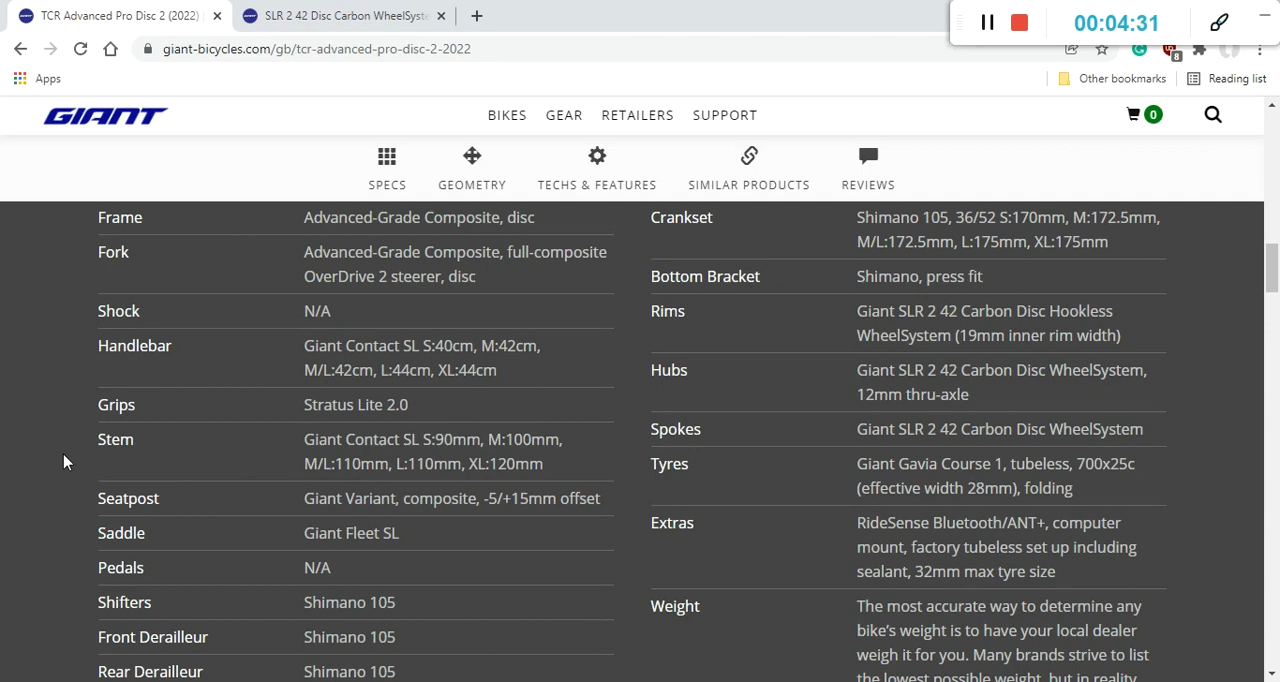 TCR Advanced Pro Disc 2 (2022)
SLR 2 42 Disc Carbon WheelSyste
00:04:31
giant-bicycles.com/gb/tcr-advanced-pro-disc-2-2022
8
Apps
Other bookmarks
Reading list
GIANT
BIKES GEAR RETAILERS SUPPORT
0
SPECS GEOMETRY TECHS & FEATURES SIMILAR PRODUCTS REVIEWS
Frame Advanced-Grade Composite, disc
Fork Advanced-Grade Composite, full-composite
OverDrive 2 steerer, disc
Shock N/A
Handlebar Giant Contact SL S:40cm, M:42cm,
M/L:42cm, L:44cm, XL:44cm
Grips Stratus Lite 2.0
Stem Giant Contact SL S:90mm, M:100mm,
M/L:110mm, L:110mm, XL:120mm
Seatpost Giant Variant, composite, -5/+15mm offset
Saddle Giant Fleet SL
Pedals N/A
Shifters Shimano 105
Front Derailleur Shimano 105
Rear Derailleur Shimano 105
Crankset Shimano 105, 36/52 S:170mm, M:172.5mm,
M/L:172.5mm, L:175mm, XL:175mm
Bottom Bracket Shimano, press fit
Rims Giant SLR 2 42 Carbon Disc Hookless
WheelSystem (19mm inner rim width)
Hubs Giant SLR 2 42 Carbon Disc WheelSystem,
12mm thru-axle
Spokes Giant SLR 2 42 Carbon Disc WheelSystem
Tyres Giant Gavia Course 1, tubeless, 700x25c
(effective width 28mm), folding
Extras RideSense Bluetooth/ANT+, computer
mount, factory tubeless set up including
sealant, 32mm max tyre size
Weight The most accurate way to determine any
bike's weight is to have your local dealer
weigh it for you. Many brands strive to list
the lowest possible weight, but in reality